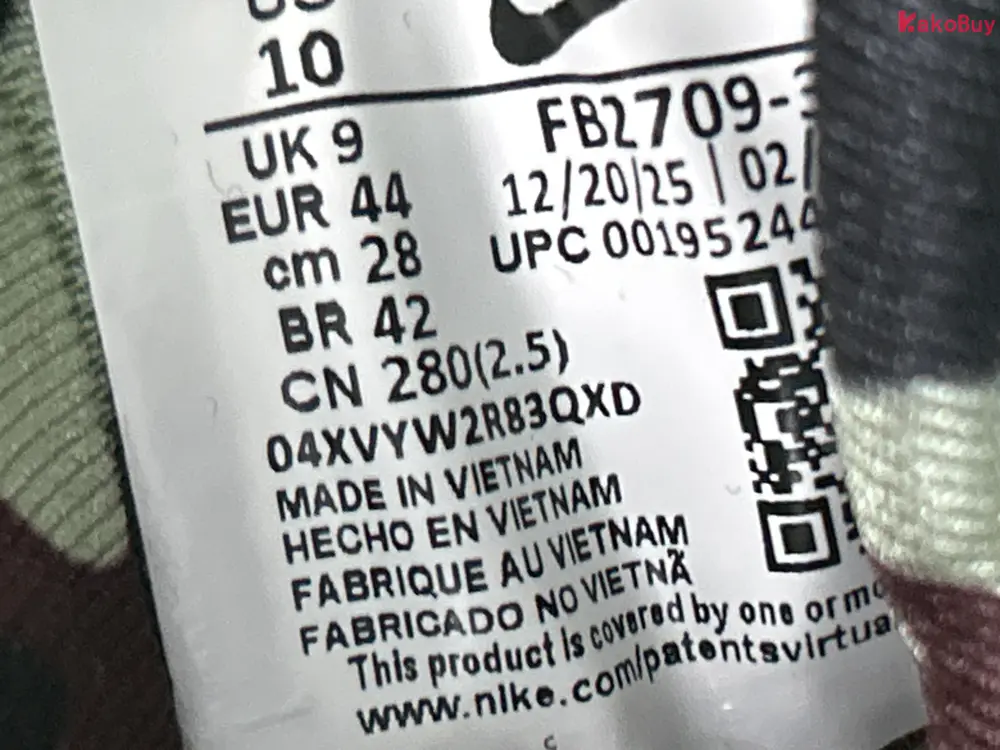 KakoBuy
US
10
UK 9
EUR 44
cm 28
BR 42
CN 280(2.5)
FB2709-
12/20/25 | 02/
UPC 00195244
04XVYW2R83QXD
MADE IN VIETNAM
HECHO EN VIETNAM
FABRIQUE AU VIETNAM
FABRICADO NO VIETNÃ
This product is covered by one or mo
www.nike.com/patentsvirtua